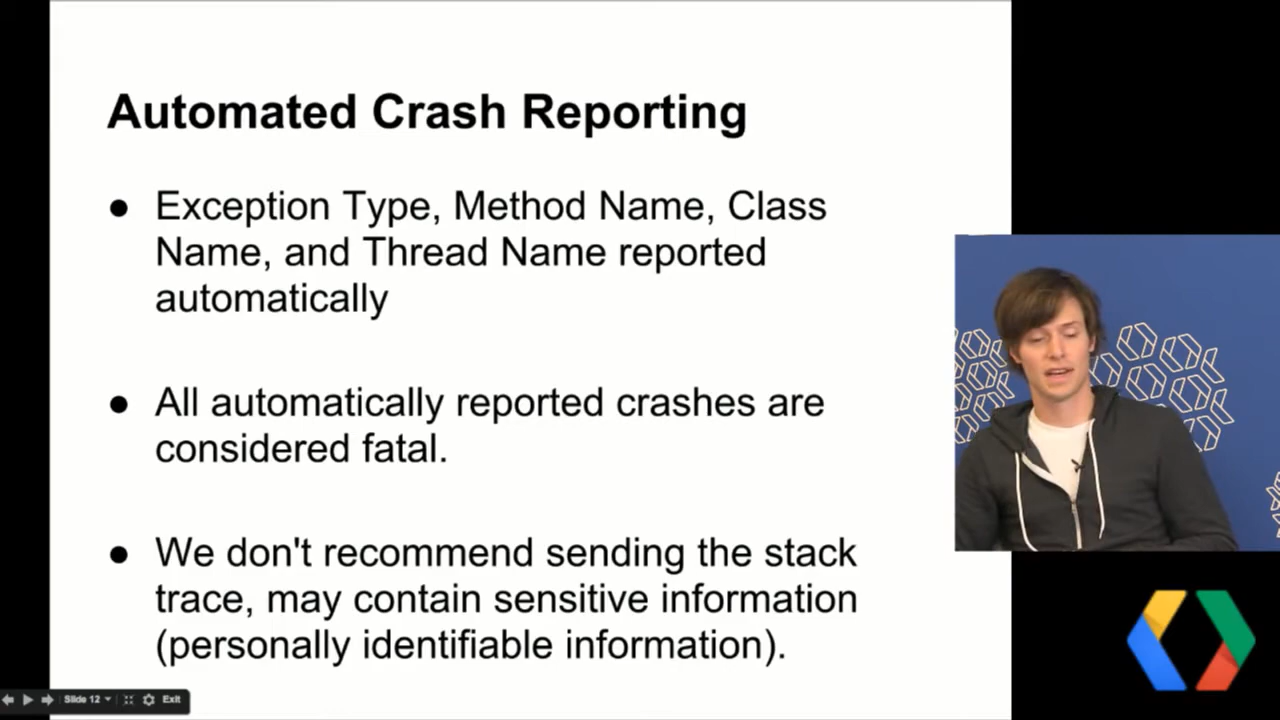 Automated Crash Reporting
● Exception Type, Method Name, Class
Name, and Thread Name reported
automatically
● All automatically reported crashes are
considered fatal.
● We don't recommend sending the stack
trace, may contain sensitive information
(personally identifiable information).
Slide 12
Exit